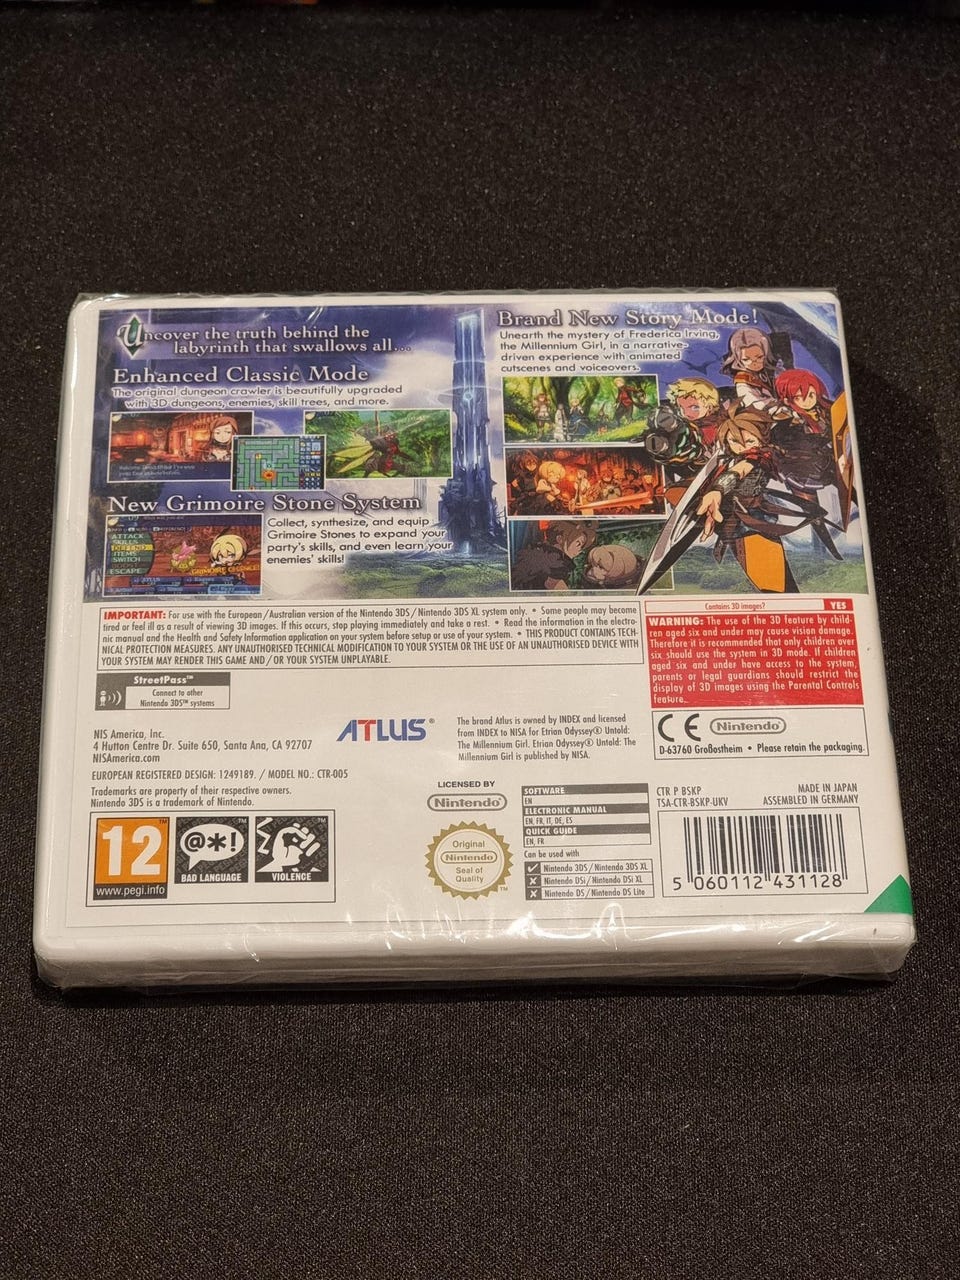 Uncover the truth behind the
labyrinth that swallows all...
Enhanced Classic Mode
The original dungeon crawler is beautifully upgraded
with 3D dungeons, enemies, skill trees, and more.
New Grimoire Stone System
ATTACK
SKILLS
DEFEND
ITEMS
SWITCH
BOOST
ESCAPE
Collect, synthesize, and equip
Grimoire Stones to expand your
party's skills, and even learn your
enemies' skills!
Brand New Story Mode!
Unearth the mystery of Frederica Irving,
the Millennium Girl, in a narrative-
driven experience with animated
cutscenes and voiceovers.
IMPORTANT: For use with the European/Australian version of the Nintendo 3DS/Nintendo 3DS XL system only. • Some people may become
tired or feel ill as a result of viewing 3D images. If this occurs, stop playing immediately and take a rest. • Read the information in the electro-
nic manual and the Health and Safety Information application on your system before setup or use of your system. • THIS PRODUCT CONTAINS TECH-
NICAL PROTECTION MEASURES. ANY UNAUTHORISED TECHNICAL MODIFICATION TO YOUR SYSTEM OR THE USE OF AN UNAUTHORISED DEVICE WITH
YOUR SYSTEM MAY RENDER THIS GAME AND/OR YOUR SYSTEM UNPLAYABLE.
Contains 3D images? YES
WARNING: The use of the 3D feature by child-
ren aged six and under may cause vision damage.
Therefore it is recommended that only children over
six should use the system in 3D mode. If children
aged six and under have access to the system,
parents or legal guardians should restrict the
display of 3D images using the Parental Controls
feature.
StreetPass™
Connect to other
Nintendo 3DS™ systems
NIS America, Inc.
4 Hutton Centre Dr. Suite 650, Santa Ana, CA 92707
NISAmerica.com
ATLUS®
The brand Atlus is owned by INDEX and licensed
from INDEX to NISA for Etrian Odyssey® Untold:
The Millennium Girl. Etrian Odyssey® Untold: The
Millennium Girl is published by NISA.
CE Nintendo®
D-63760 Großostheim • Please retain the packaging.
EUROPEAN REGISTERED DESIGN: 1249189. / MODEL NO.: CTR-005
Trademarks are property of their respective owners.
Nintendo 3DS is a trademark of Nintendo.
12
www.pegi.info
@*!
BAD LANGUAGE
VIOLENCE
LICENSED BY
Nintendo®
Original
Nintendo
Seal of
Quality
SOFTWARE
EN
ELECTRONIC MANUAL
EN, FR, IT, DE, ES
QUICK GUIDE
EN, FR
Can be used with
Nintendo 3DS/Nintendo 3DS XL
Nintendo DSi/Nintendo DSi XL
Nintendo DS/Nintendo DS Lite
CTR P BSKP
TSA-CTR-BSKP-UKV
MADE IN JAPAN
ASSEMBLED IN GERMANY
5 060112 431128